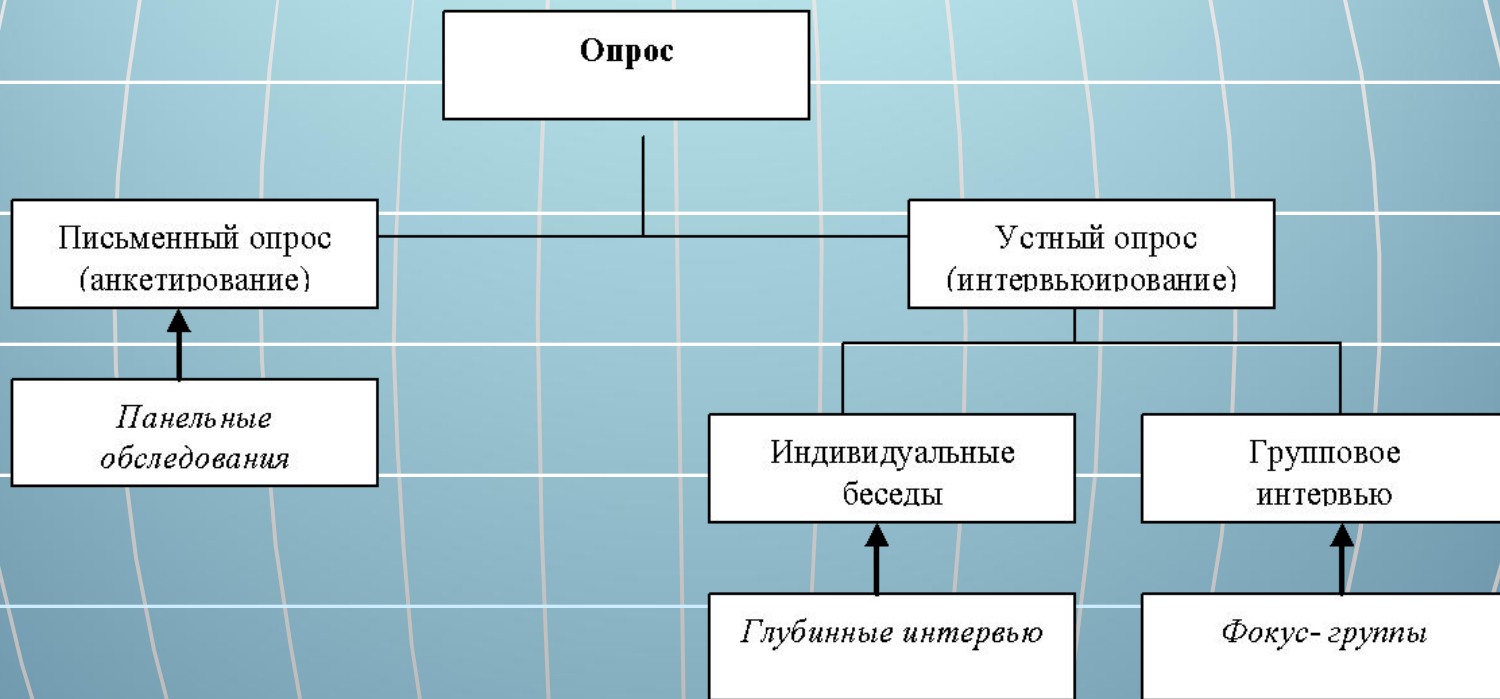 Опрос
Письменный опрос
(анкетирование)
Устный опрос
(интервьюирование)
Панельные
обследования
Индивидуальные
беседы
Групповое
интервью
Глубинные интервью
Фокус- группы